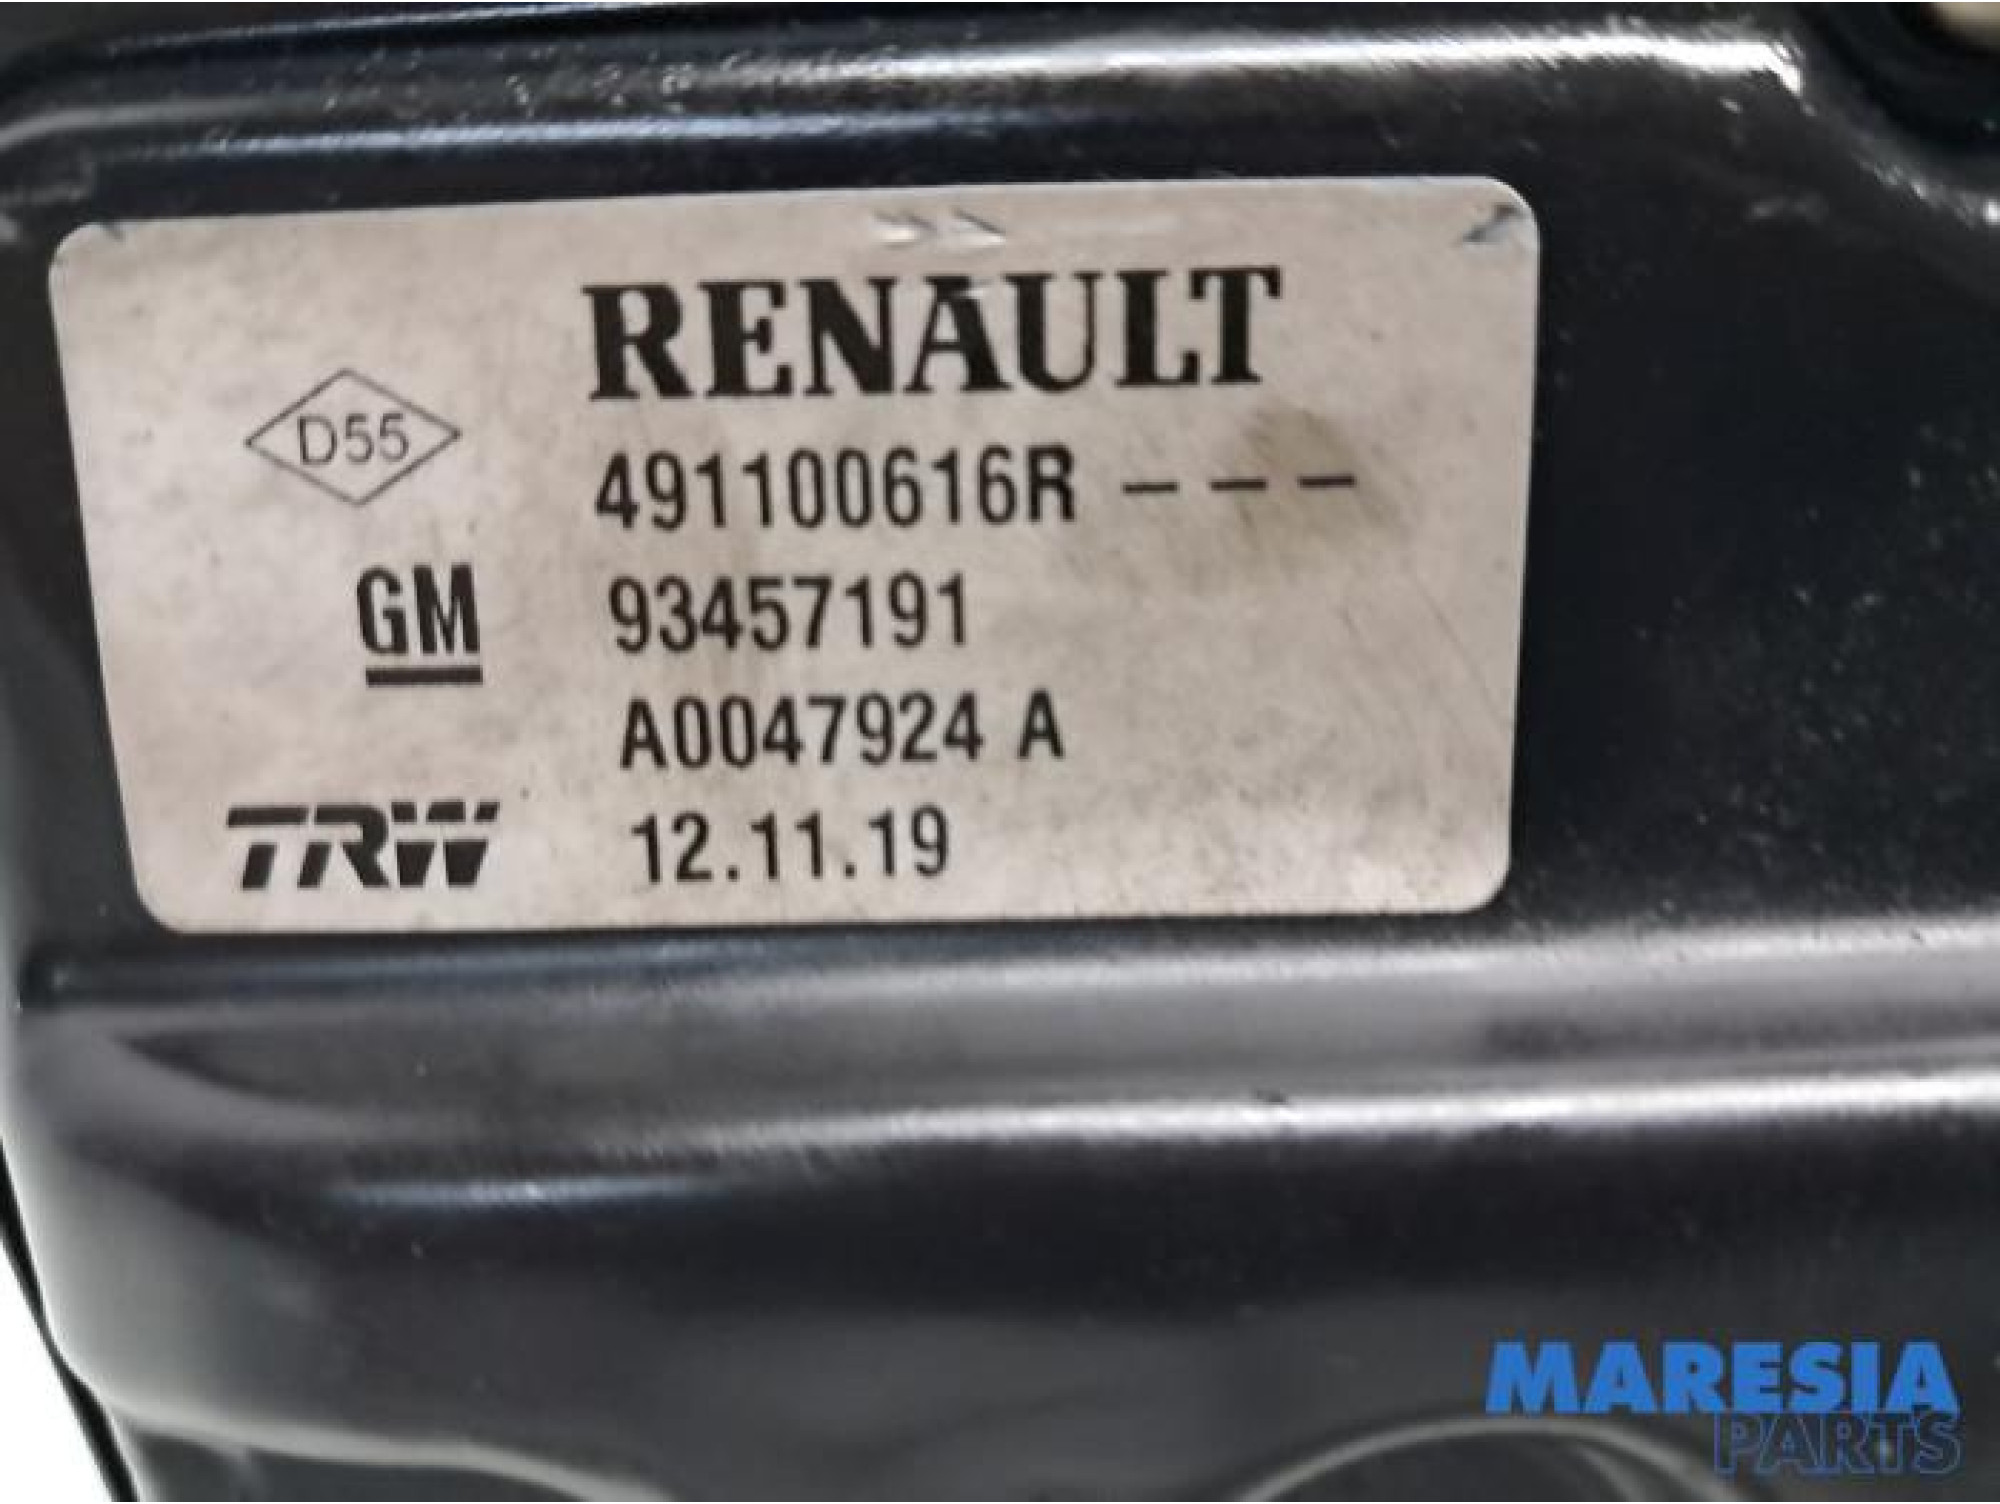 RENAULT
D55
491100616R ---
GM 93457191
A0047924 A
TRW 12.11.19
MARESIA
PARTS